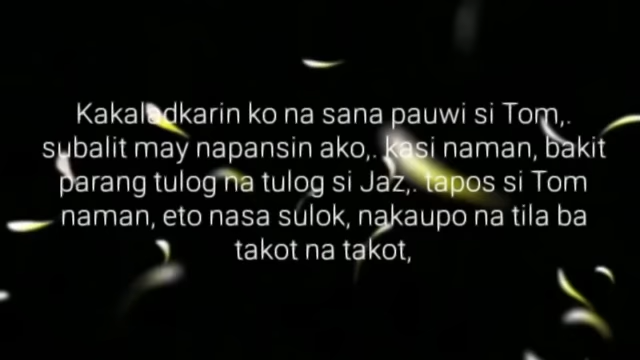 Kakaladkarin ko na sana pauwi si Tom,.
subalit may napansin ako,. kasi naman, bakit
parang tulog na tulog si Jaz,. tapos si Tom
naman, eto nasa sulok, nakaupo na tila ba
takot na takot,